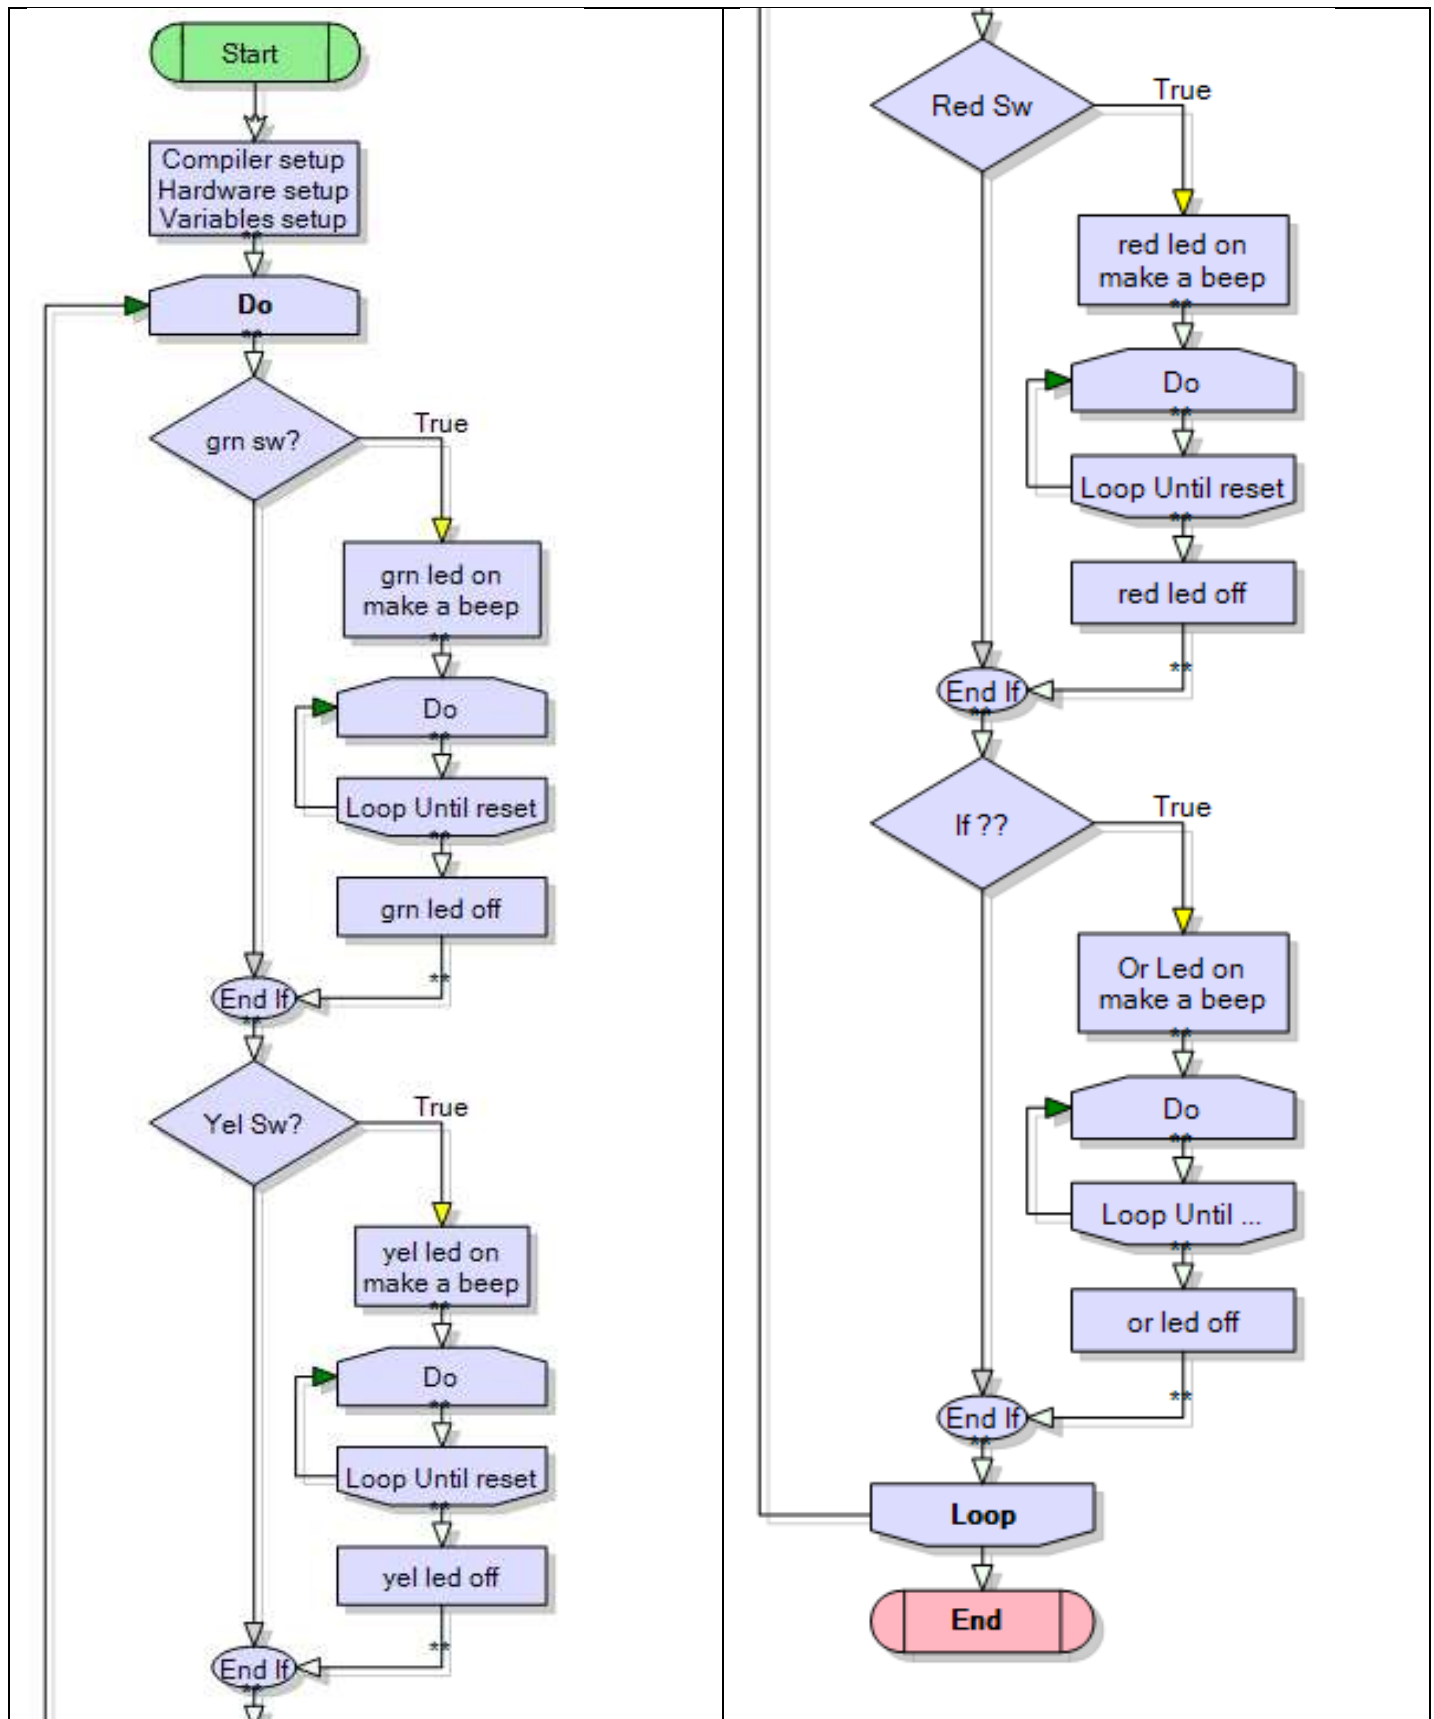 Start
Compiler setup
Hardware setup
Variables setup
**
Do
**
grn sw?
True
grn led on
make a beep
**
Do
**
Loop Until reset
**
grn led off
**
End If
**
Yel Sw?
True
yel led on
make a beep
**
Do
**
Loop Until reset
**
yel led off
**
End If
**
Red Sw
True
red led on
make a beep
**
Do
**
Loop Until reset
**
red led off
**
End If
**
If ??
True
Or Led on
make a beep
**
Do
**
Loop Until ...
**
or led off
**
End If
**
Loop
End